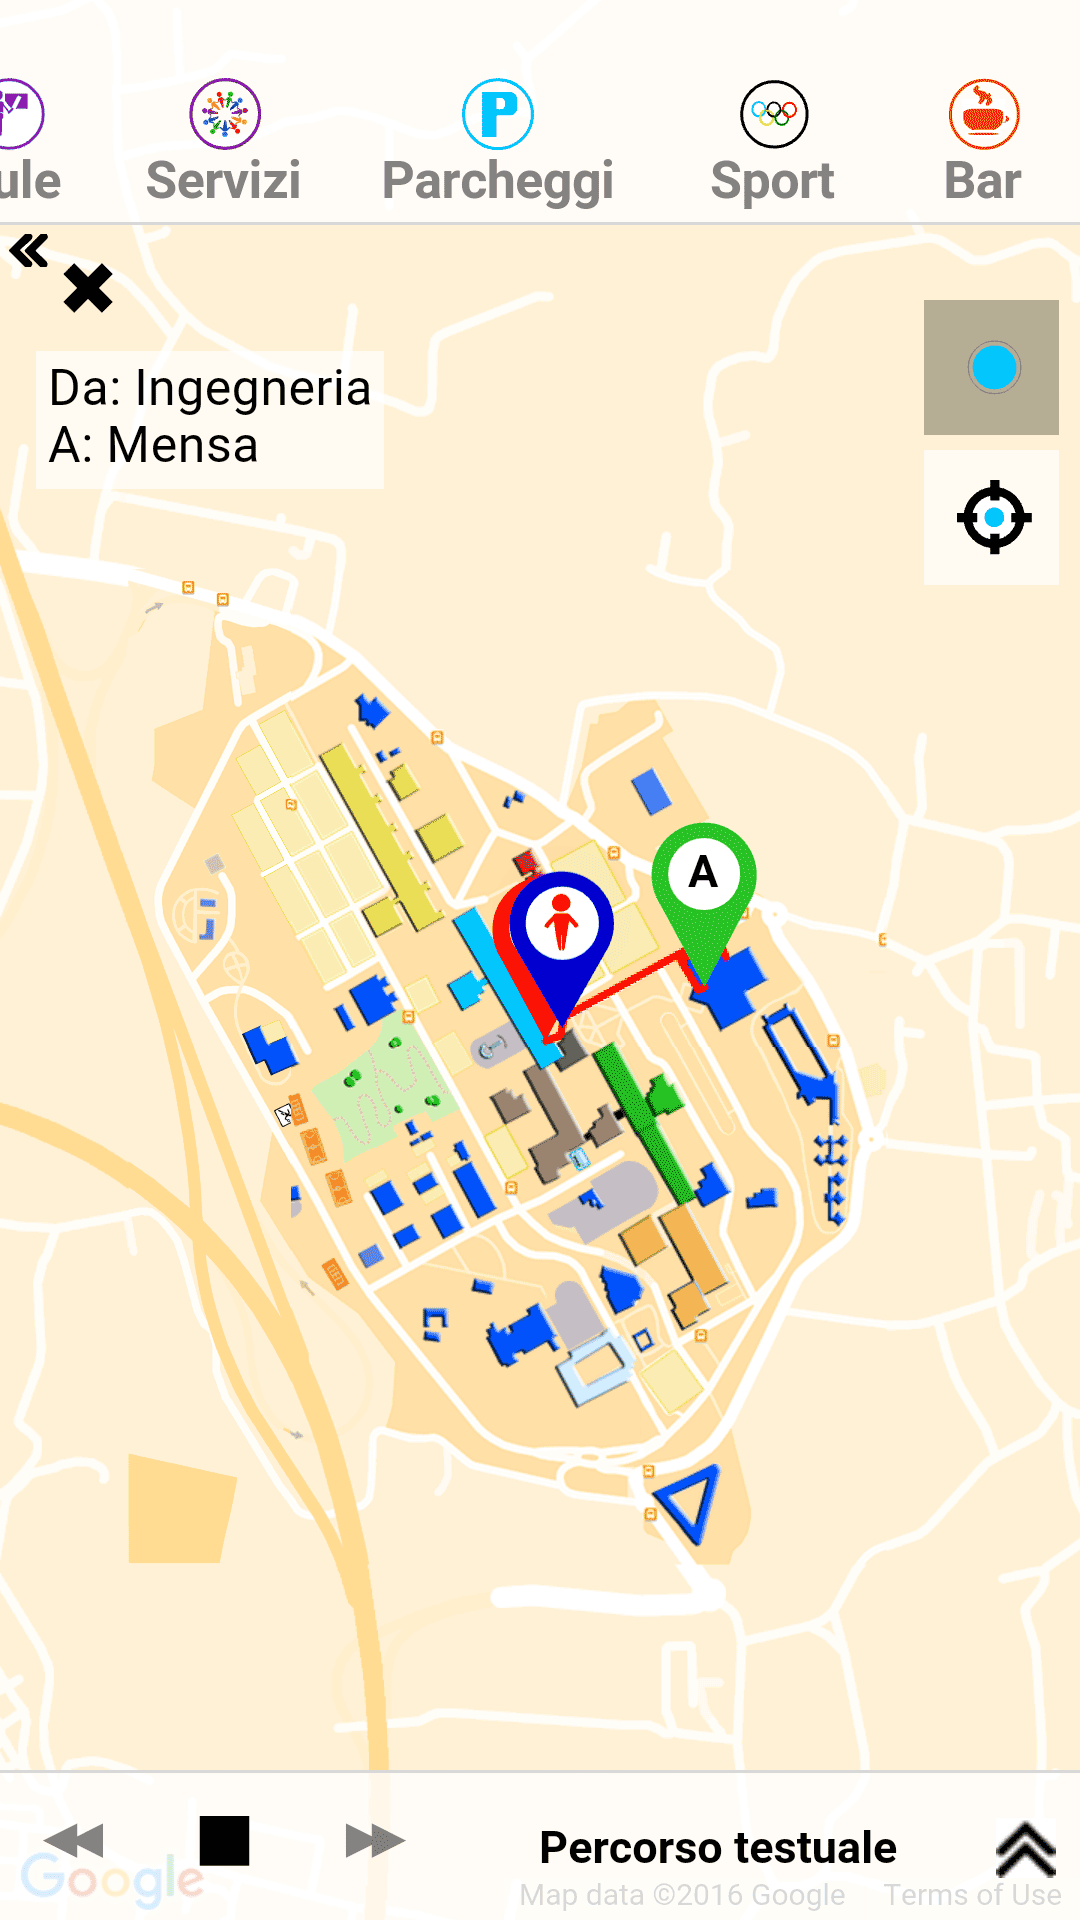 ule
Servizi
Parcheggi
Sport
Bar
Da: Ingegneria
A: Mensa
A
Percorso testuale
Google
Map data ©2016 Google
Terms of Use